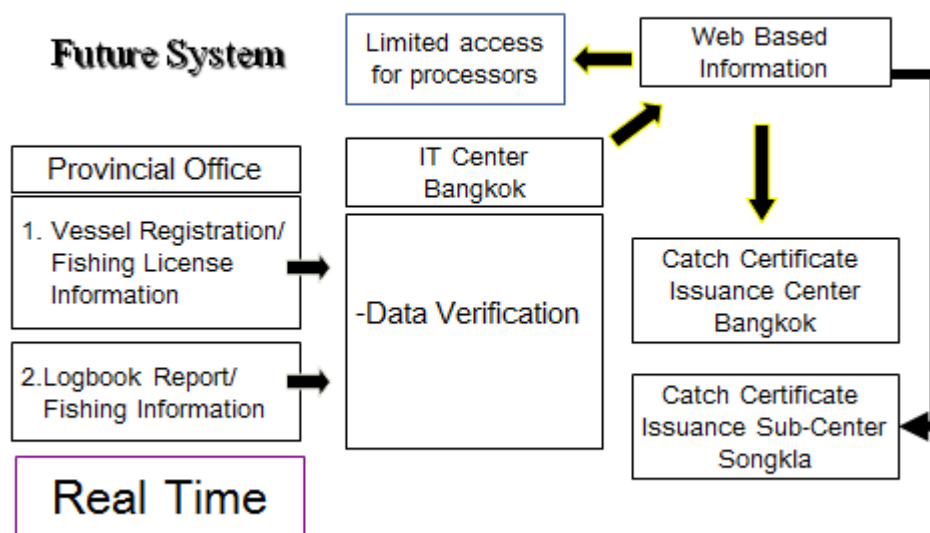 Future System
Limited access
for processors
Web Based
Information
Provincial Office
IT Center
Bangkok
1. Vessel Registration/
Fishing License
Information
-Data Verification
Catch Certificate
Issuance Center
Bangkok
2.Logbook Report/
Fishing Information
Catch Certificate
Issuance Sub-Center
Songkla
Real Time